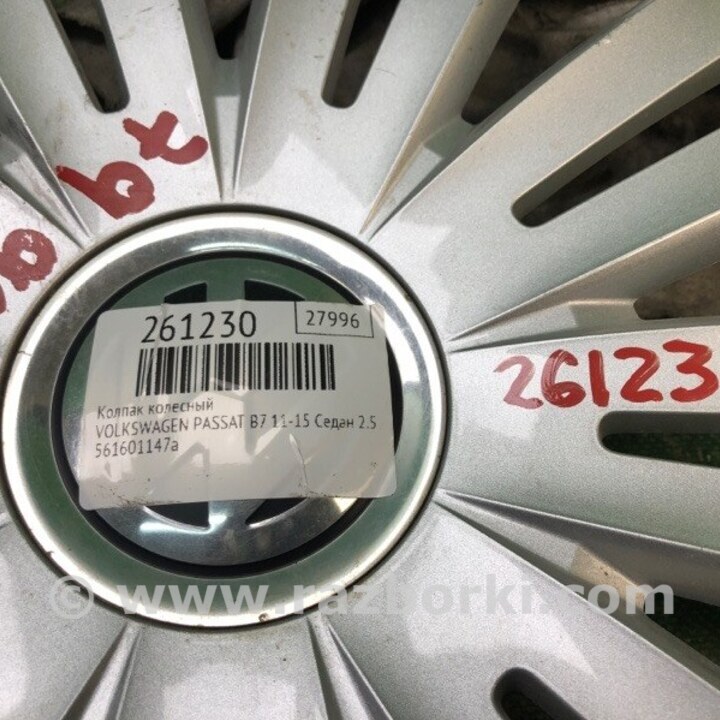 261230
27996
Колпак колесный
VOLKSWAGEN PASSAT B7 11-15 Седан 2.5
561601147a
26123
© www.razborki.com